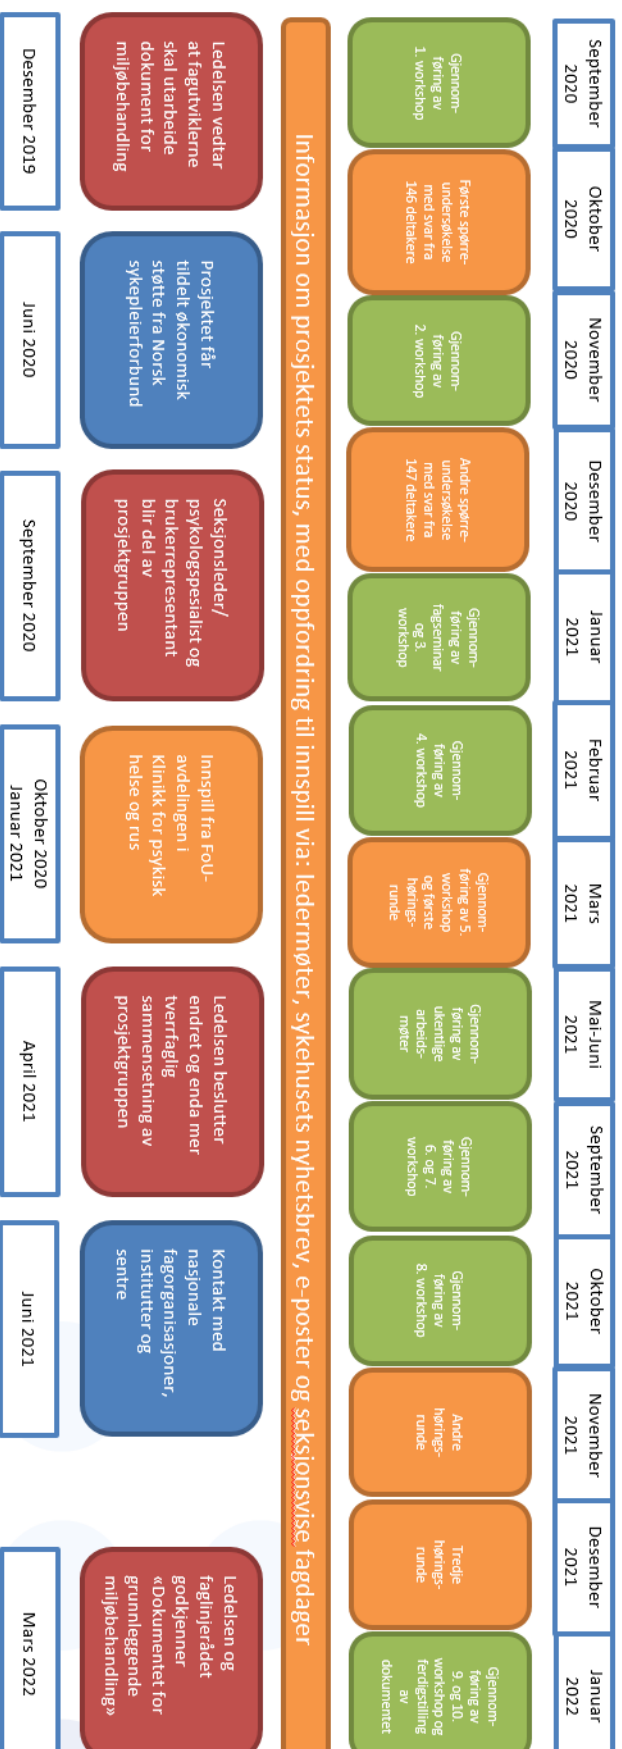 September
2020
Oktober
2020
November
2020
Desember
2020
Januar
2021
Februar
2021
Mars
2021
Mai-Juni
2021
September
2021
Oktober
2021
November
2021
Desember
2021
Januar
2022
Gjennom-
føring av
1. workshop
Første spørre-
undersøkelse
med svar fra
146 deltakere
Gjennom-
føring av
2. workshop
Andre spørre-
undersøkelse
med svar fra
147 deltakere
Gjennom-
føring av
fagseminar
og 3.
workshop
Gjennom-
føring av
4. workshop
Gjennom-
føring av 5.
workshop
og første
hørings-
runde
Gjennom-
føring av
ukentlige
arbeids-
møter
Gjennom-
føring av
6. og 7.
workshop
Gjennom-
føring av
8. workshop
Andre
hørings-
runde
Tredje
hørings-
runde
Gjennom-
føring av
9. og 10.
workshop og
ferdigstilling
av
dokumentet
Informasjon om prosjektets status, med oppfordring til innspill via: ledermøter, sykehusets nyhetsbrev, e-poster og seksjonsvise fagdager
Ledelsen vedtar
at fagutviklerne
skal utarbeide
dokument for
miljøbehandling
Prosjektet får
tildelt økonomisk
støtte fra Norsk
sykepleierforbund
Seksjonsleder/
psykologspesialist og
brukerrepresentant
blir del av
prosjektgruppen
Innspill fra FoU-
avdelingen i
Klinikk for psykisk
helse og rus
Ledelsen beslutter
endret og enda mer
tverrfaglig
sammensetning av
prosjektgruppen
Kontakt med
nasjonale
fagorganisasjoner,
institutter og
sentre
Ledelsen og
faglinjerådet
godkjenner
«Dokumentet for
grunnleggende
miljøbehandling»
Desember 2019
Juni 2020
September 2020
Oktober 2020
Januar 2021
April 2021
Juni 2021
Mars 2022